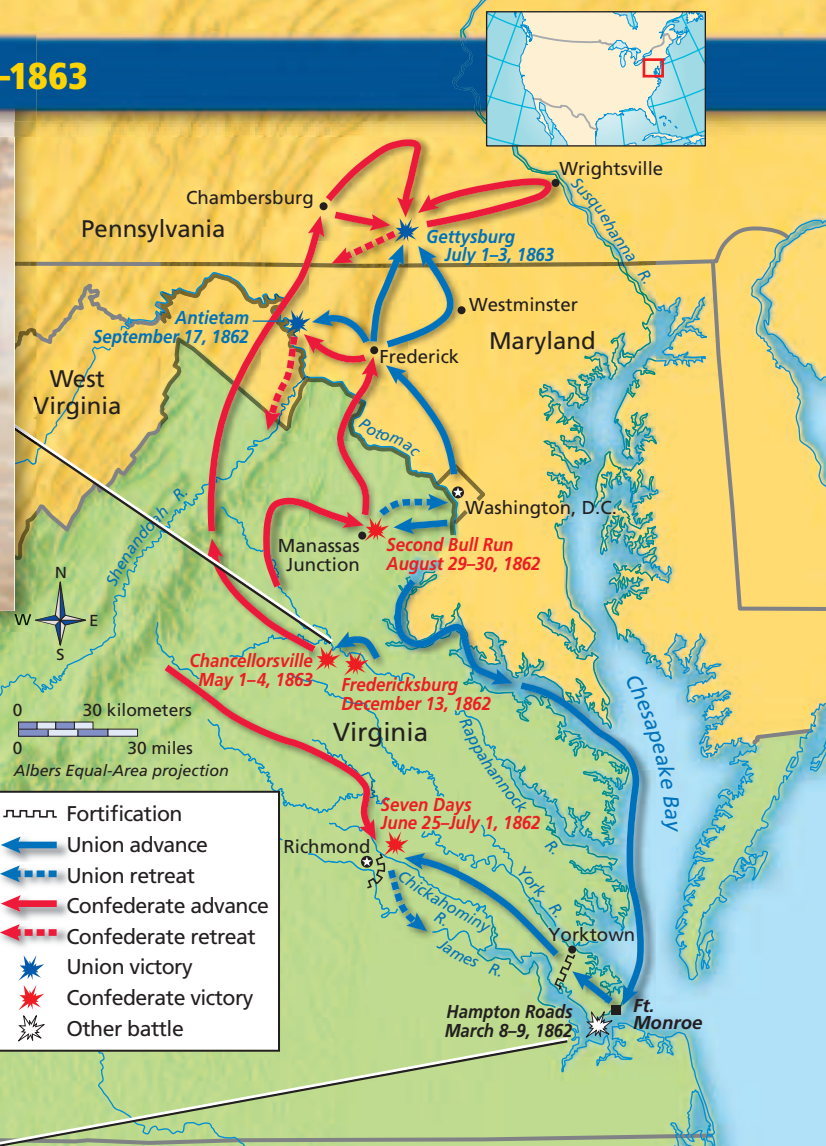 –1863
Wrightsville
Chambersburg
Susquehanna R.
Pennsylvania
Gettysburg
July 1–3, 1863
Antietam
September 17, 1862
Westminster
Maryland
Frederick
West
Virginia
Potomac
Shenandoah R.
Washington, D.C.
Manassas
Junction
Second Bull Run
August 29–30, 1862
N
W
E
S
Chancellorsville
May 1–4, 1863
Fredericksburg
December 13, 1862
Chesapeake Bay
0
30 kilometers
0
30 miles
Albers Equal-Area projection
Virginia
Rappahannock R.
Seven Days
June 25–July 1, 1862
Richmond
Chickahominy
R.
York R.
James R.
Yorktown
Hampton Roads
March 8–9, 1862
Ft.
Monroe
Fortification
Union advance
Union retreat
Confederate advance
Confederate retreat
Union victory
Confederate victory
Other battle